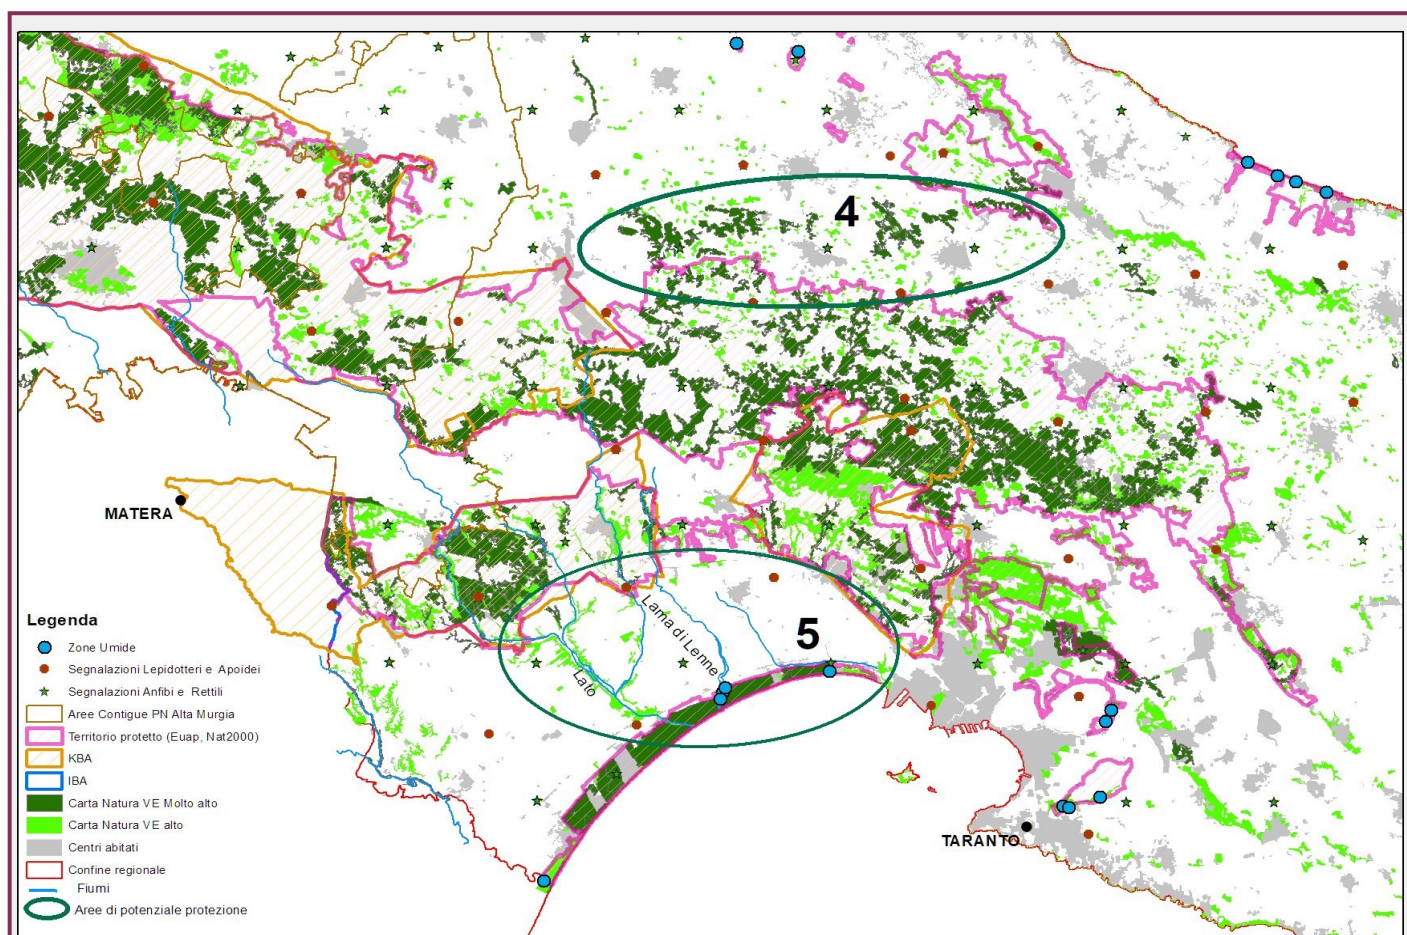 4
MATERA
Legenda
Zone Umide
Segnalazioni Lepidotteri e Apoidei
Segnalazioni Anfibi e Rettili
Aree Contigue PN Alta Murgia
Territorio protetto (Euap, Nat2000)
KBA
IBA
Carta Natura VE Molto alto
Carta Natura VE alto
Centri abitati
Confine regionale
Fiumi
Aree di potenziale protezione
Lato
Lama di Lenne
5
TARANTO